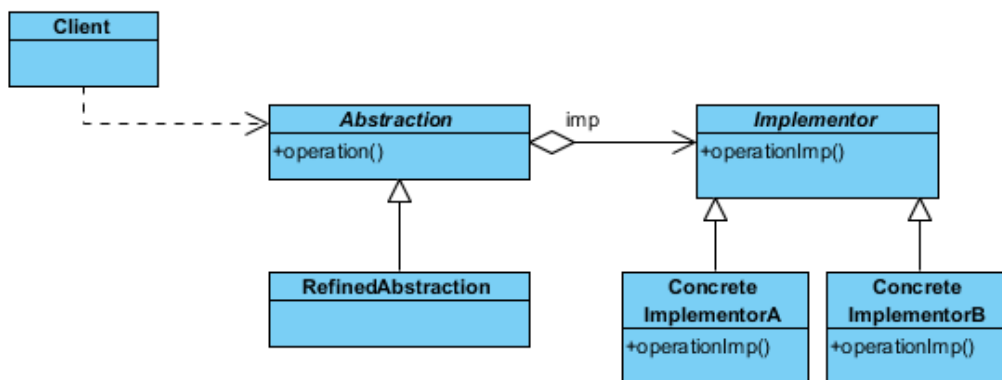 Client
Abstraction
+operation()
imp
Implementor
+operationImp()
RefinedAbstraction
Concrete
ImplementorA
+operationImp()
Concrete
ImplementorB
+operationImp()